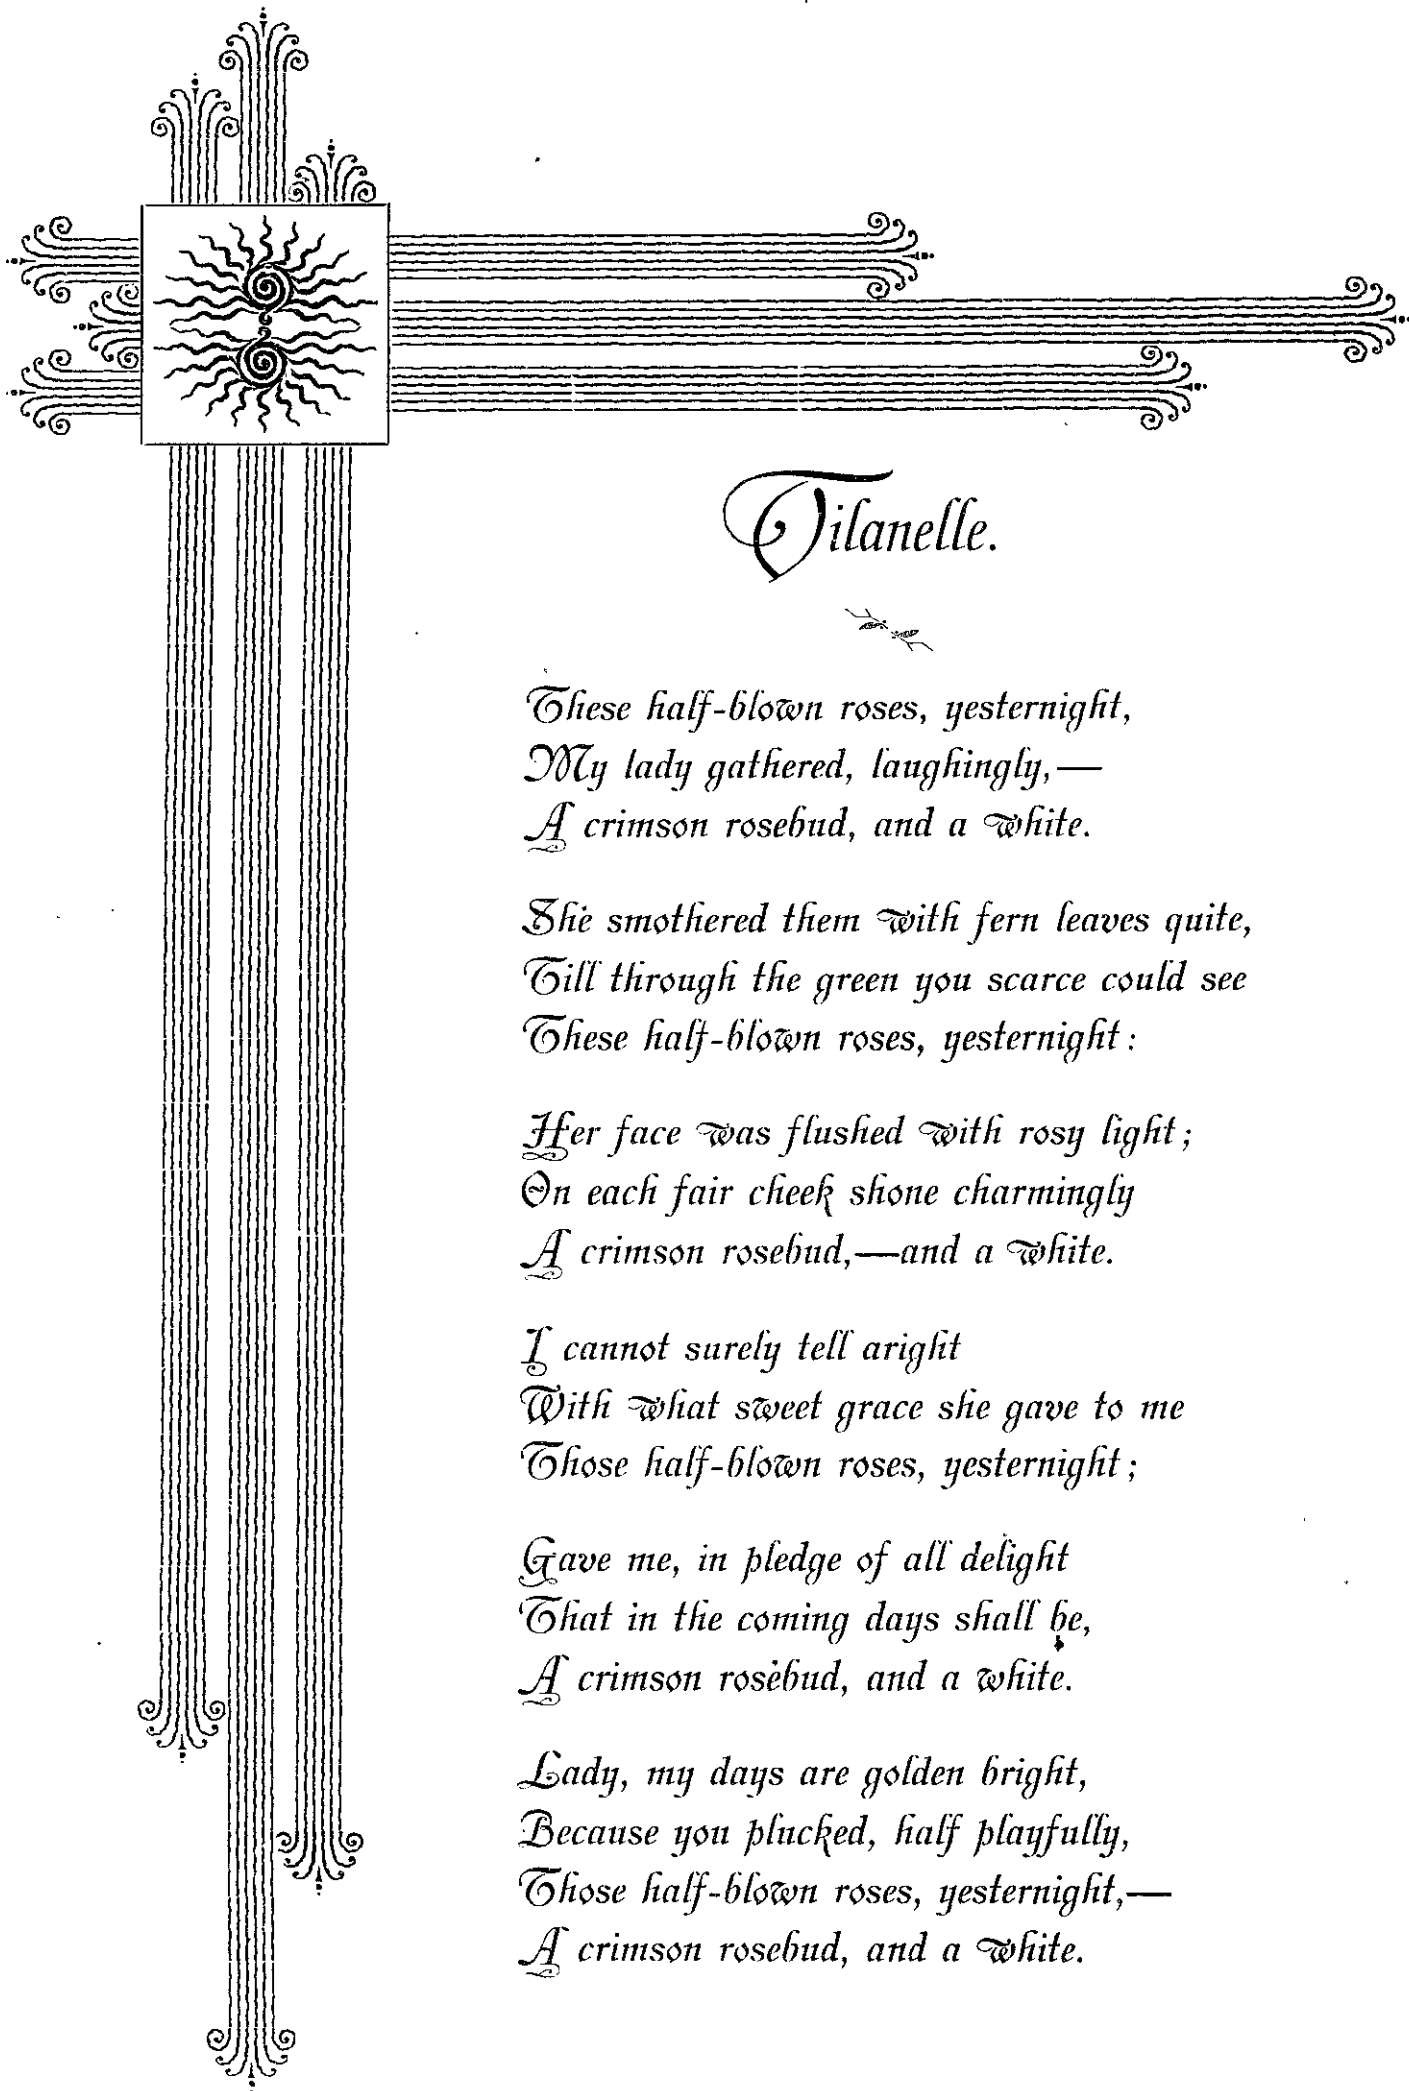 Vilanelle.
These half-blown roses, yesternight,
My lady gathered, laughingly,—
A crimson rosebud, and a white.
She smothered them with fern leaves quite,
Till through the green you scarce could see
These half-blown roses, yesternight:
Her face was flushed with rosy light;
On each fair cheek shone charmingly
A crimson rosebud,—and a white.
I cannot surely tell aright
With what sweet grace she gave to me
Those half-blown roses, yesternight;
Gave me, in pledge of all delight
That in the coming days shall be,
A crimson rosebud, and a white.
Lady, my days are golden bright,
Because you plucked, half playfully,
Those half-blown roses, yesternight,—
A crimson rosebud, and a white.